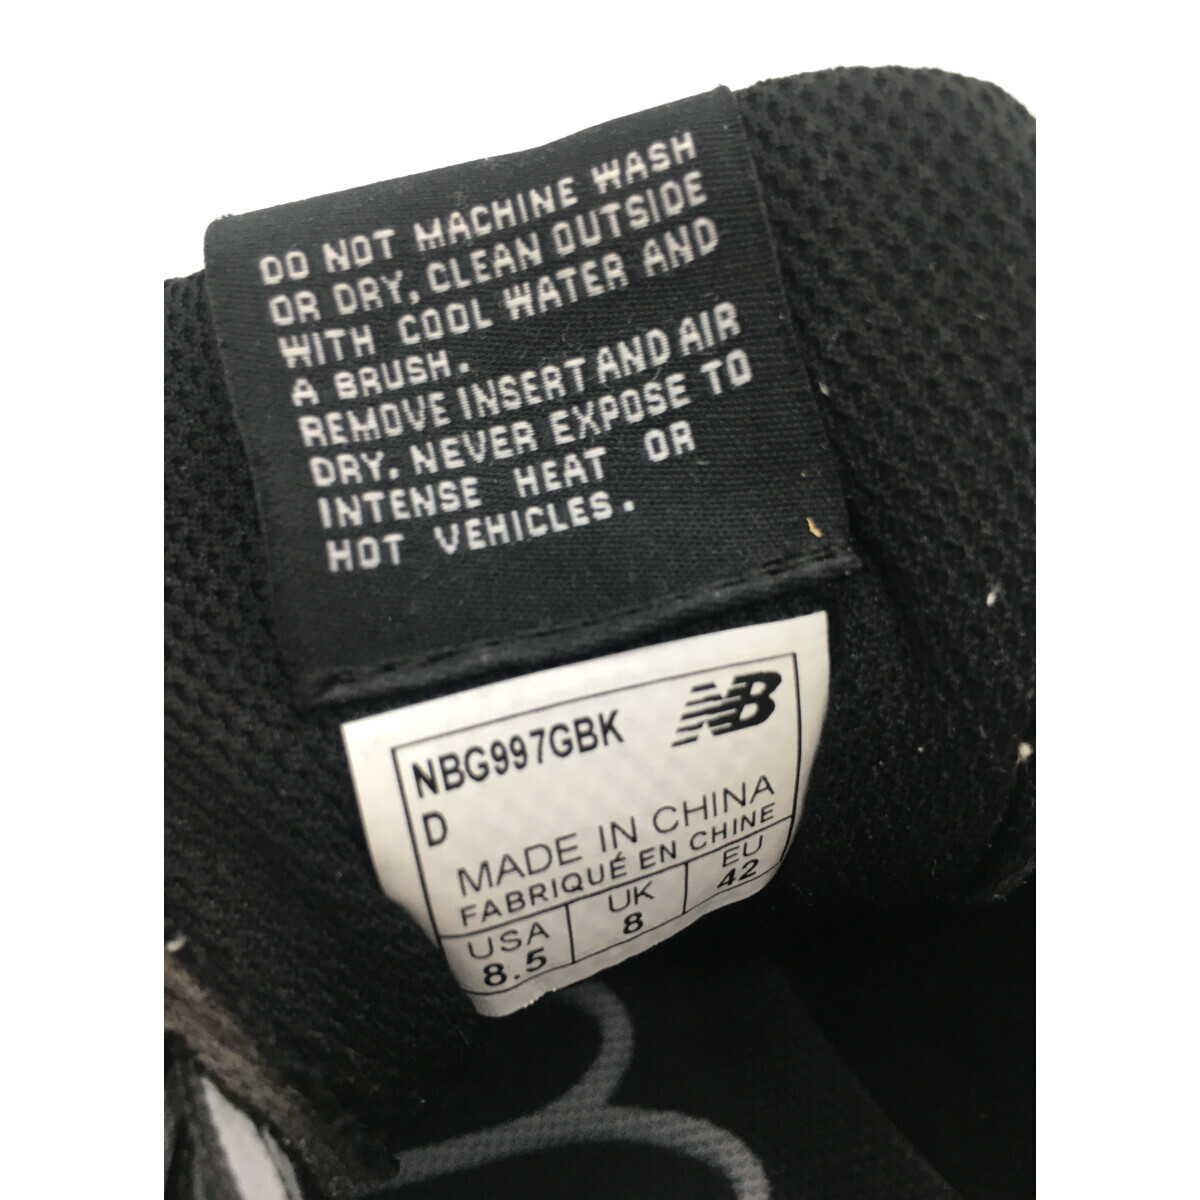 DO NOT MACHINE WASH
OR DRY, CLEAN OUTSIDE
WITH COOL WATER AND
A BRUSH.
REMOVE INSERT AND AIR
DRY. NEVER EXPOSE TO
INTENSE HEAT OR
HOT VEHICLES.
NBG997GBK NB
D
MADE IN CHINA
FABRIQUÉ EN CHINE
USA UK EU
8.5 8 42